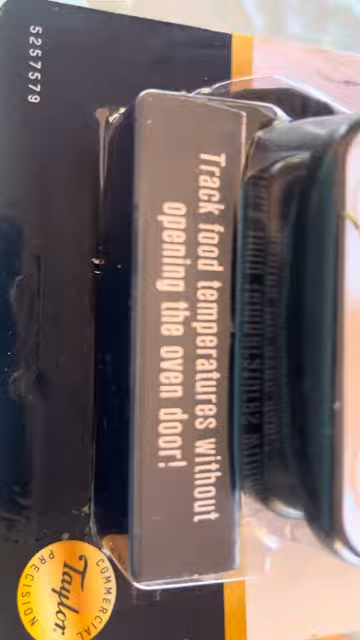 5257579
Track food temperatures without
opening the oven door!
COMMERCIAL
Taylor
PRECISION